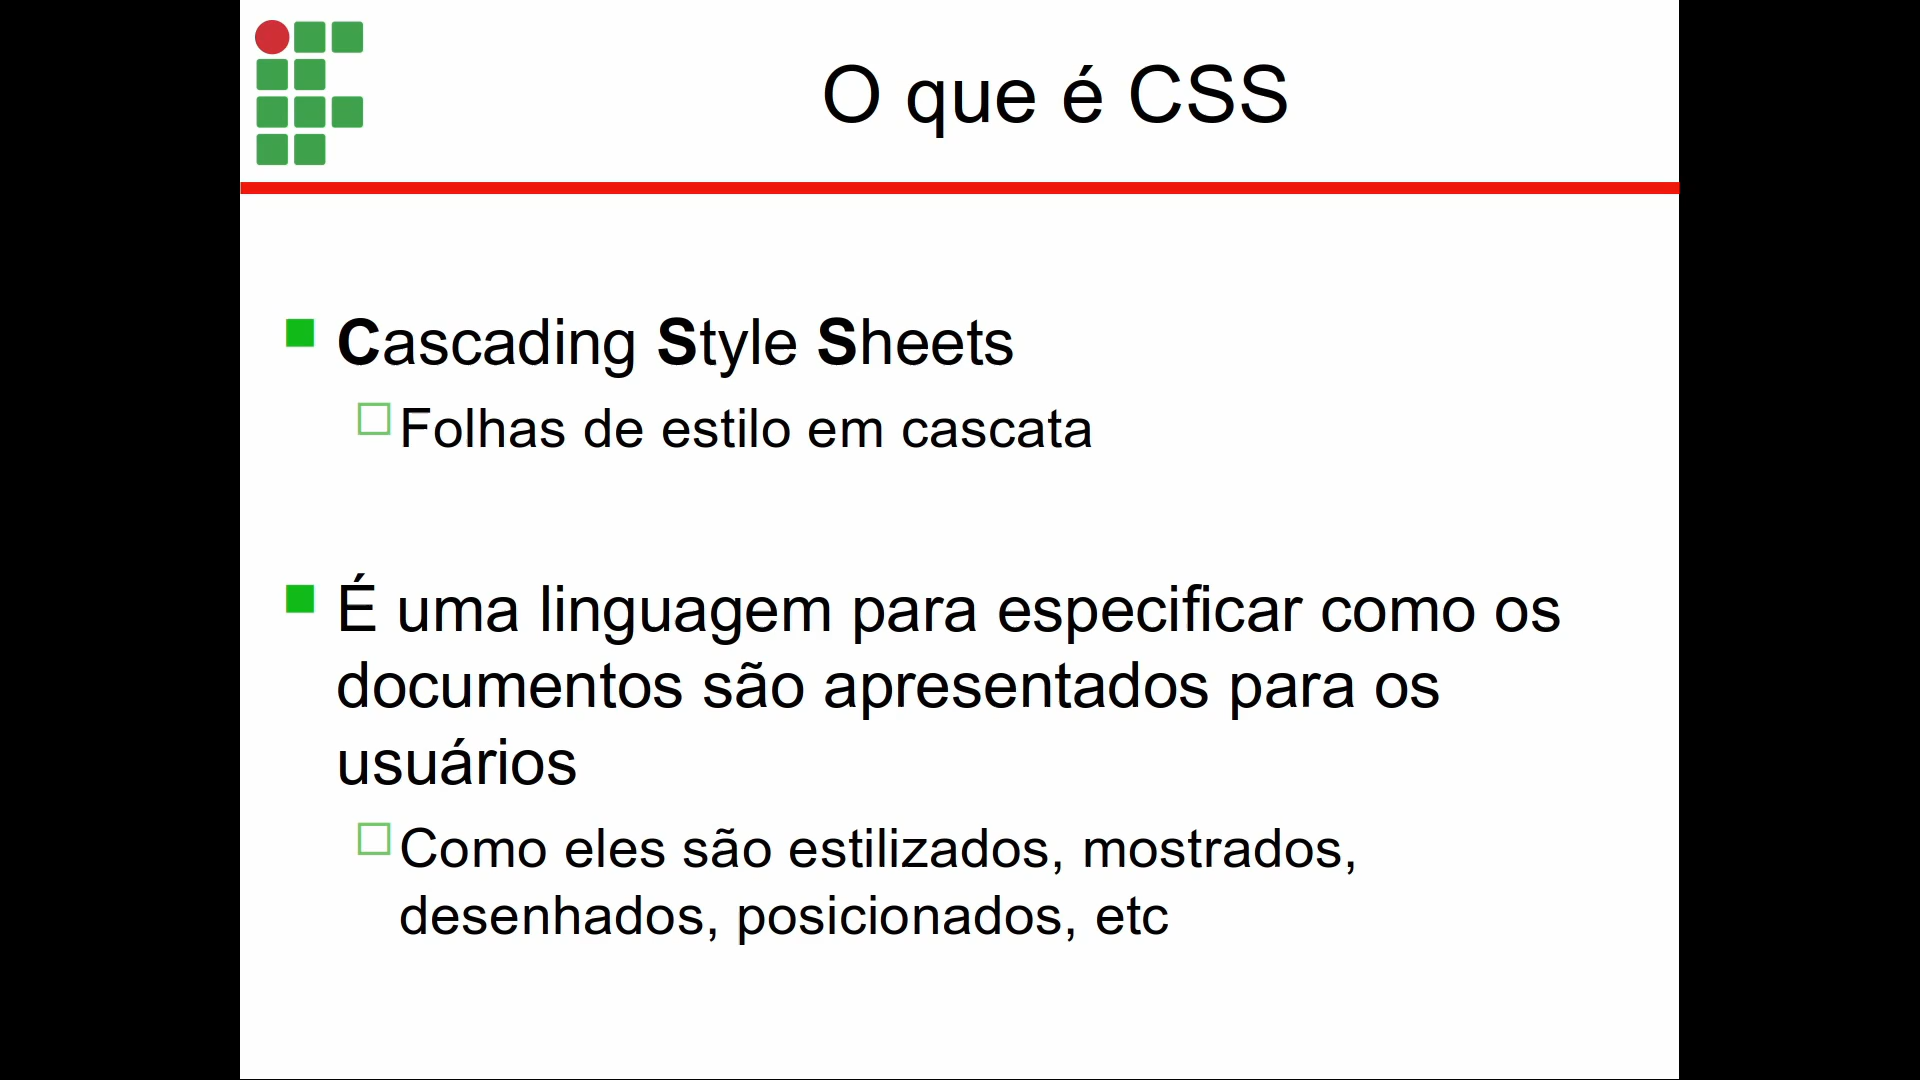 O que é CSS
Cascading Style Sheets
Folhas de estilo em cascata
É uma linguagem para especificar como os
documentos são apresentados para os
usuários
Como eles são estilizados, mostrados,
desenhados, posicionados, etc